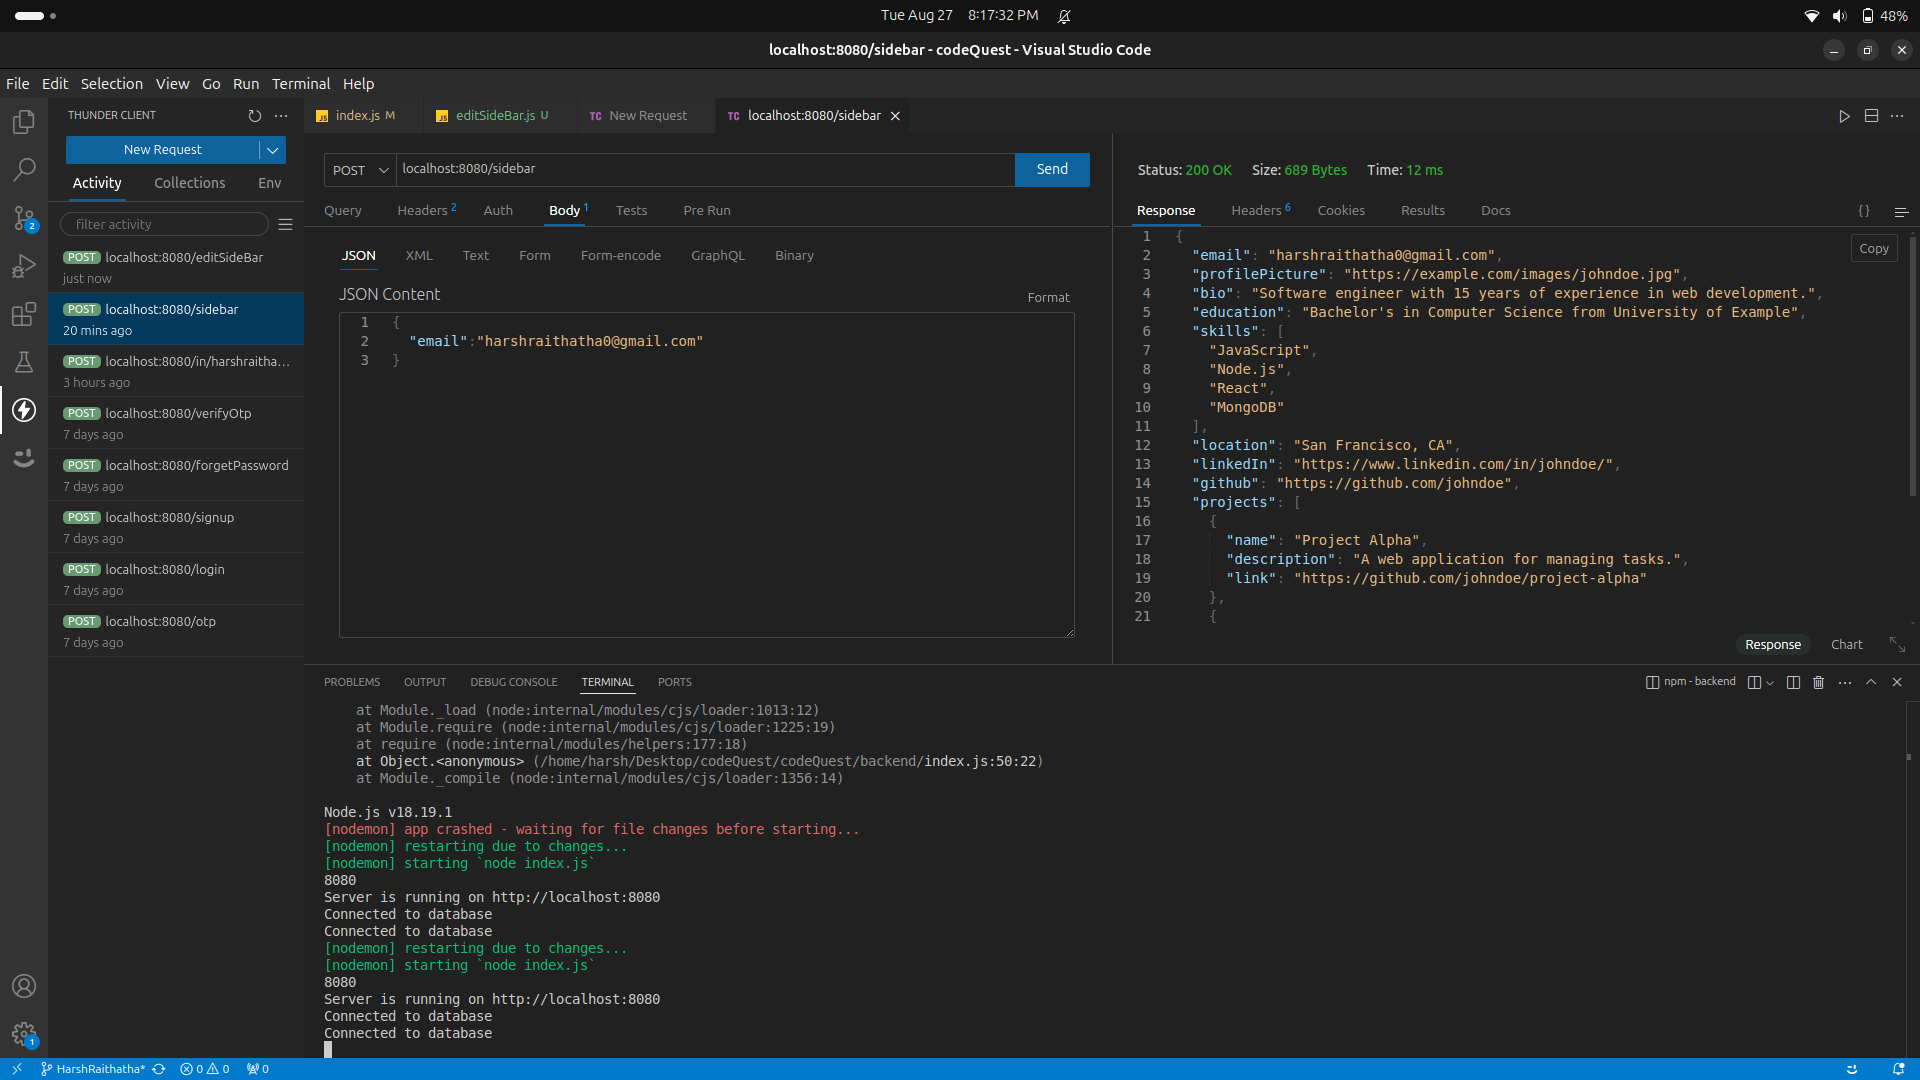 Tue Aug 27 8:17:32 PM
48%
localhost:8080/sidebar - codeQuest - Visual Studio Code
File Edit Selection View Go Run Terminal Help
THUNDER CLIENT
New Request
Activity Collections Env
filter activity
POST localhost:8080/editSideBar
just now
POST localhost:8080/sidebar
20 mins ago
POST localhost:8080/in/harshraitha...
3 hours ago
POST localhost:8080/verifyOtp
7 days ago
POST localhost:8080/forgetPassword
7 days ago
POST localhost:8080/signup
7 days ago
POST localhost:8080/login
7 days ago
POST localhost:8080/otp
7 days ago
JS index.js M
JS editSideBar.js U
TC New Request
TC localhost:8080/sidebar
POST localhost:8080/sidebar Send
Query Headers 2 Auth Body 1 Tests Pre Run
JSON XML Text Form Form-encode GraphQL Binary
JSON Content
Format
1 {
2 "email":"harshraithatha0@gmail.com"
3 }
Status: 200 OK Size: 689 Bytes Time: 12 ms
Response Headers 6 Cookies Results Docs {}
Copy
1 {
2 "email": "harshraithatha0@gmail.com",
3 "profilePicture": "https://example.com/images/johndoe.jpg",
4 "bio": "Software engineer with 15 years of experience in web development.",
5 "education": "Bachelor's in Computer Science from University of Example",
6 "skills": [
7 "JavaScript",
8 "Node.js",
9 "React",
10 "MongoDB"
11 ],
12 "location": "San Francisco, CA",
13 "linkedIn": "https://www.linkedin.com/in/johndoe/",
14 "github": "https://github.com/johndoe",
15 "projects": [
16 {
17 "name": "Project Alpha",
18 "description": "A web application for managing tasks.",
19 "link": "https://github.com/johndoe/project-alpha"
20 },
21 {
Response Chart
PROBLEMS OUTPUT DEBUG CONSOLE TERMINAL PORTS
npm - backend
at Module._load (node:internal/modules/cjs/loader:1013:12)
at Module.require (node:internal/modules/cjs/loader:1225:19)
at require (node:internal/modules/helpers:177:18)
at Object.<anonymous> (/home/harsh/Desktop/codeQuest/codeQuest/backend/index.js:50:22)
at Module._compile (node:internal/modules/cjs/loader:1356:14)
Node.js v18.19.1
[nodemon] app crashed - waiting for file changes before starting...
[nodemon] restarting due to changes...
[nodemon] starting `node index.js`
8080
Server is running on http://localhost:8080
Connected to database
Connected to database
[nodemon] restarting due to changes...
[nodemon] starting `node index.js`
8080
Server is running on http://localhost:8080
Connected to database
Connected to database
2
1
HarshRaithatha* 0 0 0